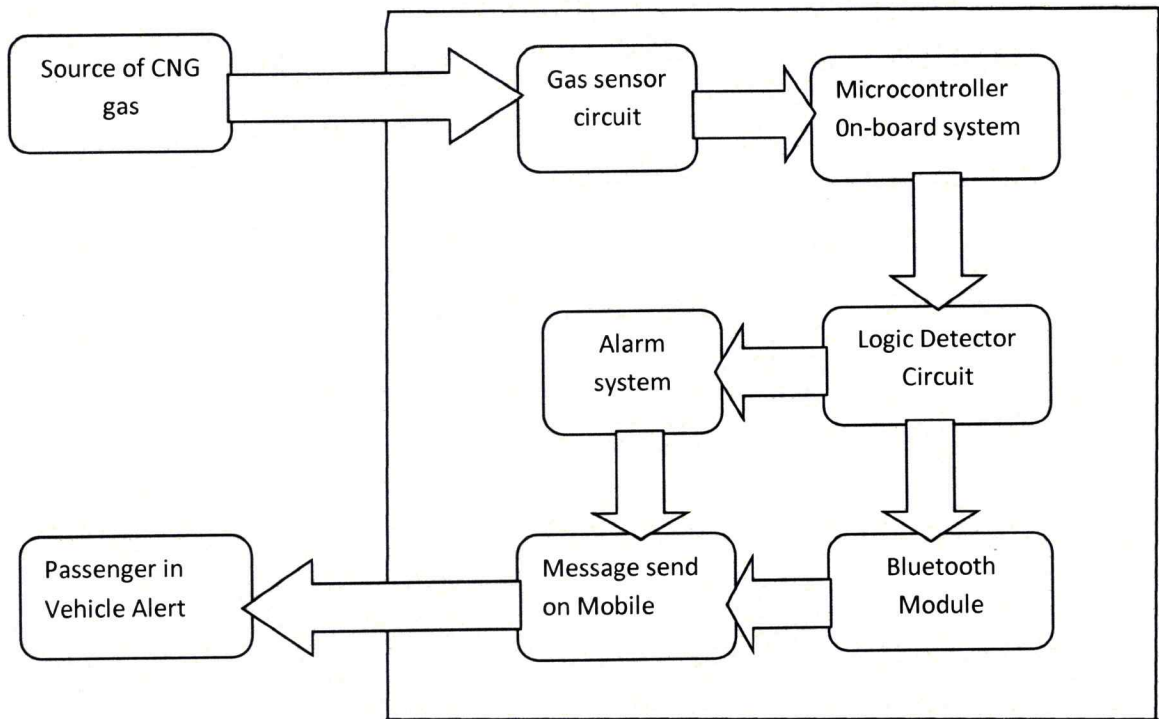 Source of CNG
gas
Gas sensor
circuit
Microcontroller
0n-board system
Alarm
system
Logic Detector
Circuit
Passenger in
Vehicle Alert
Message send
on Mobile
Bluetooth
Module